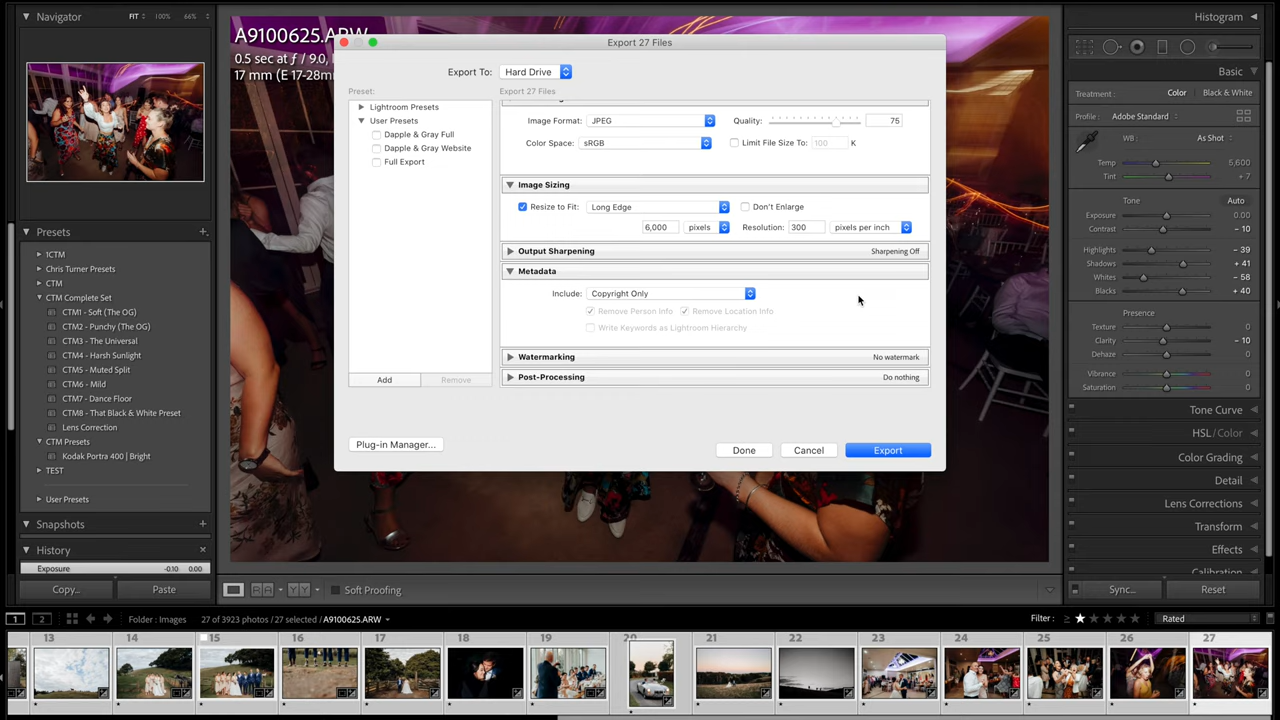 Navigator FIT 100% 66%
A9100625.ARW
0.5 sec at ƒ / 9.0,
17 mm (E 17-28mm
Export 27 Files
Export To: Hard Drive
Preset:
Export 27 Files
Lightroom Presets
User Presets
Dapple & Gray Full
Dapple & Gray Website
Full Export
Add Remove
Image Format: JPEG Quality: 75
Color Space: sRGB Limit File Size To: 100 K
Image Sizing
Resize to Fit: Long Edge Don't Enlarge
6,000 pixels Resolution: 300 pixels per inch
Output Sharpening Sharpening Off
Metadata
Include: Copyright Only
Remove Person Info Remove Location Info
Write Keywords as Lightroom Hierarchy
Watermarking No watermark
Post-Processing Do nothing
Plug-in Manager...
Done Cancel Export
Presets +
1CTM
Chris Turner Presets
CTM
CTM Complete Set
CTM1 - Soft (The OG)
CTM2 - Punchy (The OG)
CTM3 - The Universal
CTM4 - Harsh Sunlight
CTM5 - Muted Split
CTM6 - Mild
CTM7 - Dance Floor
CTM8 - That Black & White Preset
Lens Correction
CTM Presets
Kodak Portra 400 | Bright
TEST
User Presets
Snapshots +
History ×
Exposure -0.10 0.00
Copy... Paste
Soft Proofing
Histogram
Basic
Treatment: Color Black & White
Profile: Adobe Standard
WB As Shot
Temp 5,600
Tint + 7
Tone Auto
Exposure 0.00
Contrast - 10
Highlights - 39
Shadows + 41
Whites - 58
Blacks + 40
Presence
Texture 0
Clarity - 10
Dehaze 0
Vibrance 0
Saturation 0
Tone Curve
HSL / Color
Color Grading
Detail
Lens Corrections
Transform
Effects
Calibration
Sync... Reset
1 2 Folder : Images 27 of 3923 photos / 27 selected / A9100625.ARW Filter : ≥ ★ ★ ★ ★ ★ Rated
13 14 15 16 17 18 19 20 21 22 23 24 25 26 27